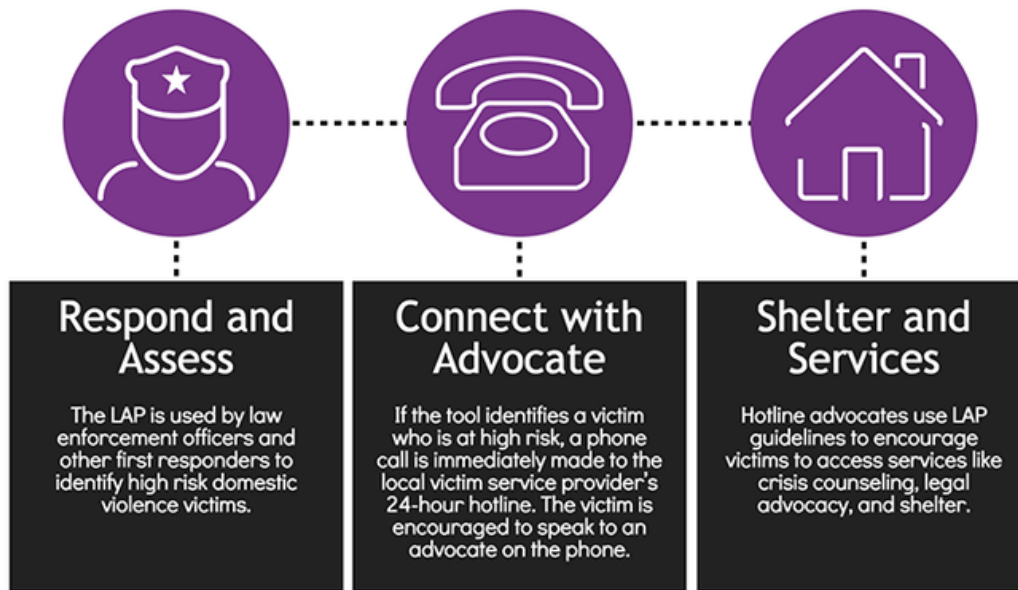 Respond and
Assess
The LAP is used by law
enforcement officers and
other first responders to
identify high risk domestic
violence victims.
Connect with
Advocate
If the tool identifies a victim
who is at high risk, a phone
call is immediately made to the
local victim service provider's
24-hour hotline. The victim is
encouraged to speak to an
advocate on the phone.
Shelter and
Services
Hotline advocates use LAP
guidelines to encourage
victims to access services like
crisis counseling, legal
advocacy, and shelter.